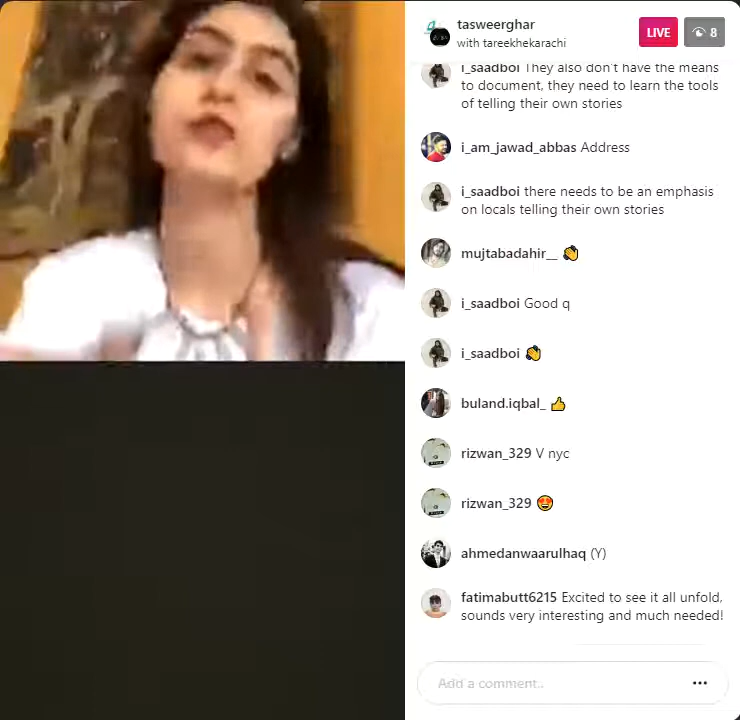 tasweerghar
with tareekhekarachi
LIVE
8
i_saadboi They also don't have the means
to document, they need to learn the tools
of telling their own stories
i_am_jawad_abbas Address
i_saadboi there needs to be an emphasis
on locals telling their own stories
mujtabadahir__ 👏
i_saadboi Good q
i_saadboi 👏
buland.iqbal_ 👍
rizwan_329 V nyc
rizwan_329 😍
ahmedanwaarulhaq (Y)
fatimabutt6215 Excited to see it all unfold,
sounds very interesting and much needed!
Add a comment..